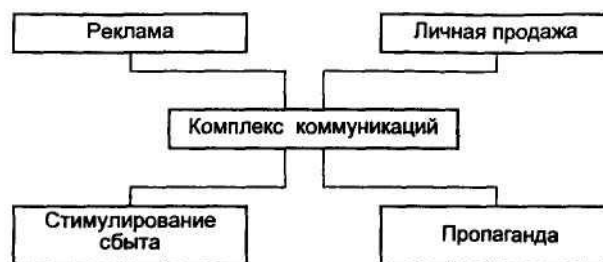 Реклама
Личная продажа
Комплекс коммуникаций
Стимулирование
сбыта
Пропаганда